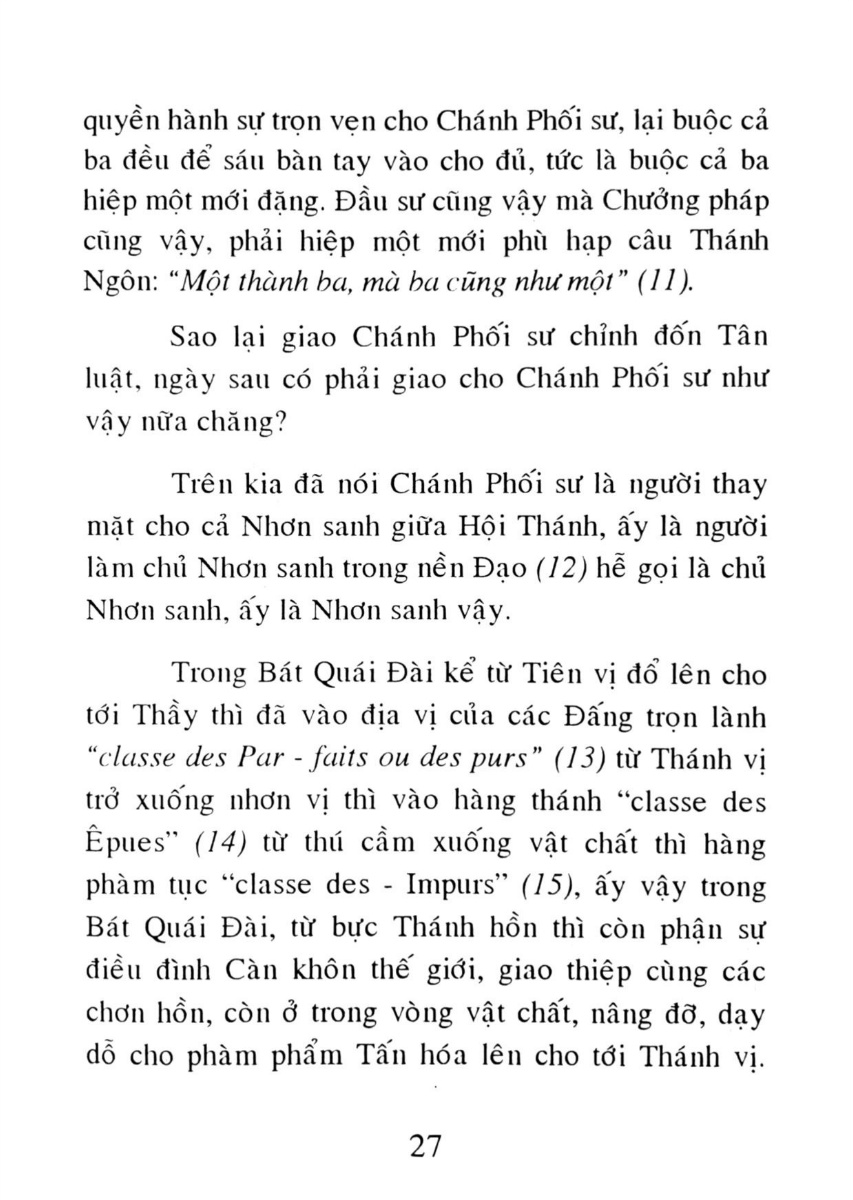 quyền hành sự trọn vẹn cho Chánh Phối sư, lại buộc cả
ba đều để sáu bàn tay vào cho đủ, tức là buộc cả ba
hiệp một mới đặng. Đầu sư cũng vậy mà Chưởng pháp
cũng vậy, phải hiệp một mới phù hạp câu Thánh
Ngôn: “Một thành ba, mà ba cũng như một” (11).
Sao lại giao Chánh Phối sư chỉnh đốn Tân
luật, ngày sau có phải giao cho Chánh Phối sư như
vậy nữa chăng?
Trên kia đã nói Chánh Phối sư là người thay
mặt cho cả Nhơn sanh giữa Hội Thánh, ấy là người
làm chủ Nhơn sanh trong nền Đạo (12) hễ gọi là chủ
Nhơn sanh, ấy là Nhơn sanh vậy.
Trong Bát Quái Đài kể từ Tiên vị đổ lên cho
tới Thầy thì đã vào địa vị của các Đấng trọn lành
“classe des Par - faits ou des purs” (13) từ Thánh vị
trở xuống nhơn vị thì vào hàng thánh “classe des
Êpues” (14) từ thú cầm xuống vật chất thì hàng
phàm tục “classe des - Impurs” (15), ấy vậy trong
Bát Quái Đài, từ bực Thánh hồn thì còn phận sự
điều đình Càn khôn thế giới, giao thiệp cùng các
chơn hồn, còn ở trong vòng vật chất, nâng đỡ, dạy
dỗ cho phàm phẩm Tấn hóa lên cho tới Thánh vị.
27